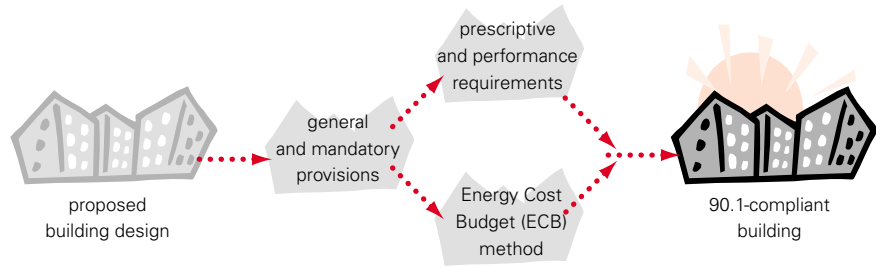 proposed
building design
general
and mandatory
provisions
prescriptive
and performance
requirements
Energy Cost
Budget (ECB)
method
90.1-compliant
building